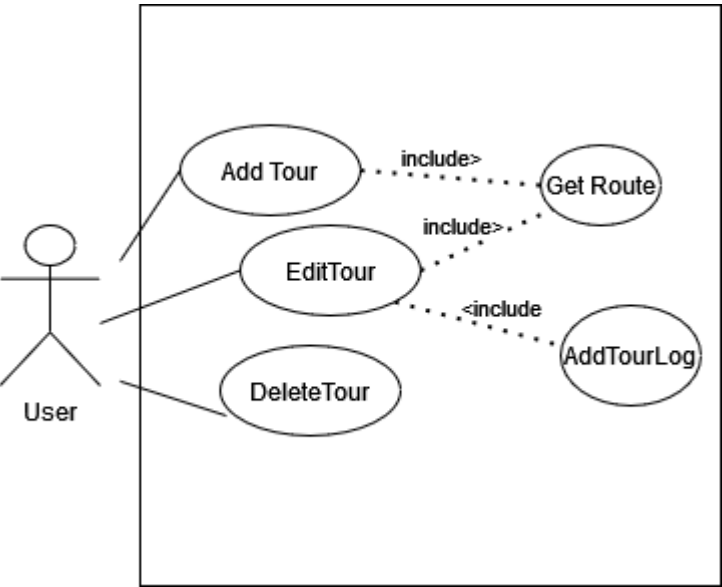 Add Tour
include>
Get Route
include>
EditTour
<include
AddTourLog
DeleteTour
User